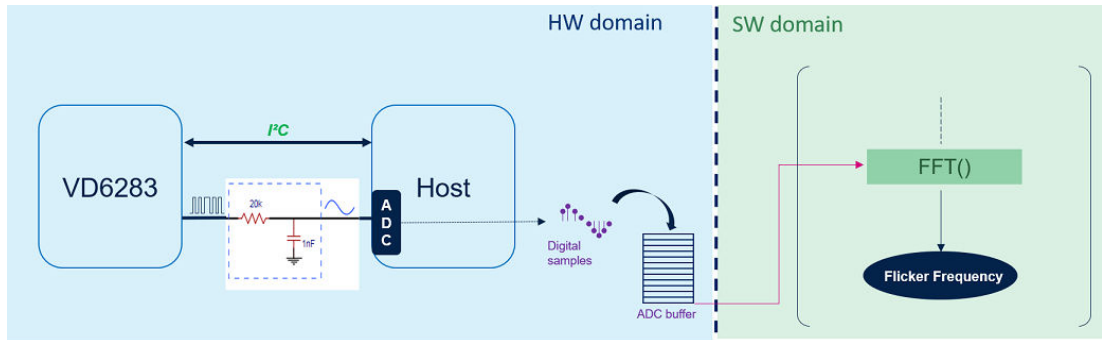 HW domain
SW domain
I²C
VD6283
Host
20k
1nF
A
D
C
Digital
samples
ADC buffer
FFT()
Flicker Frequency